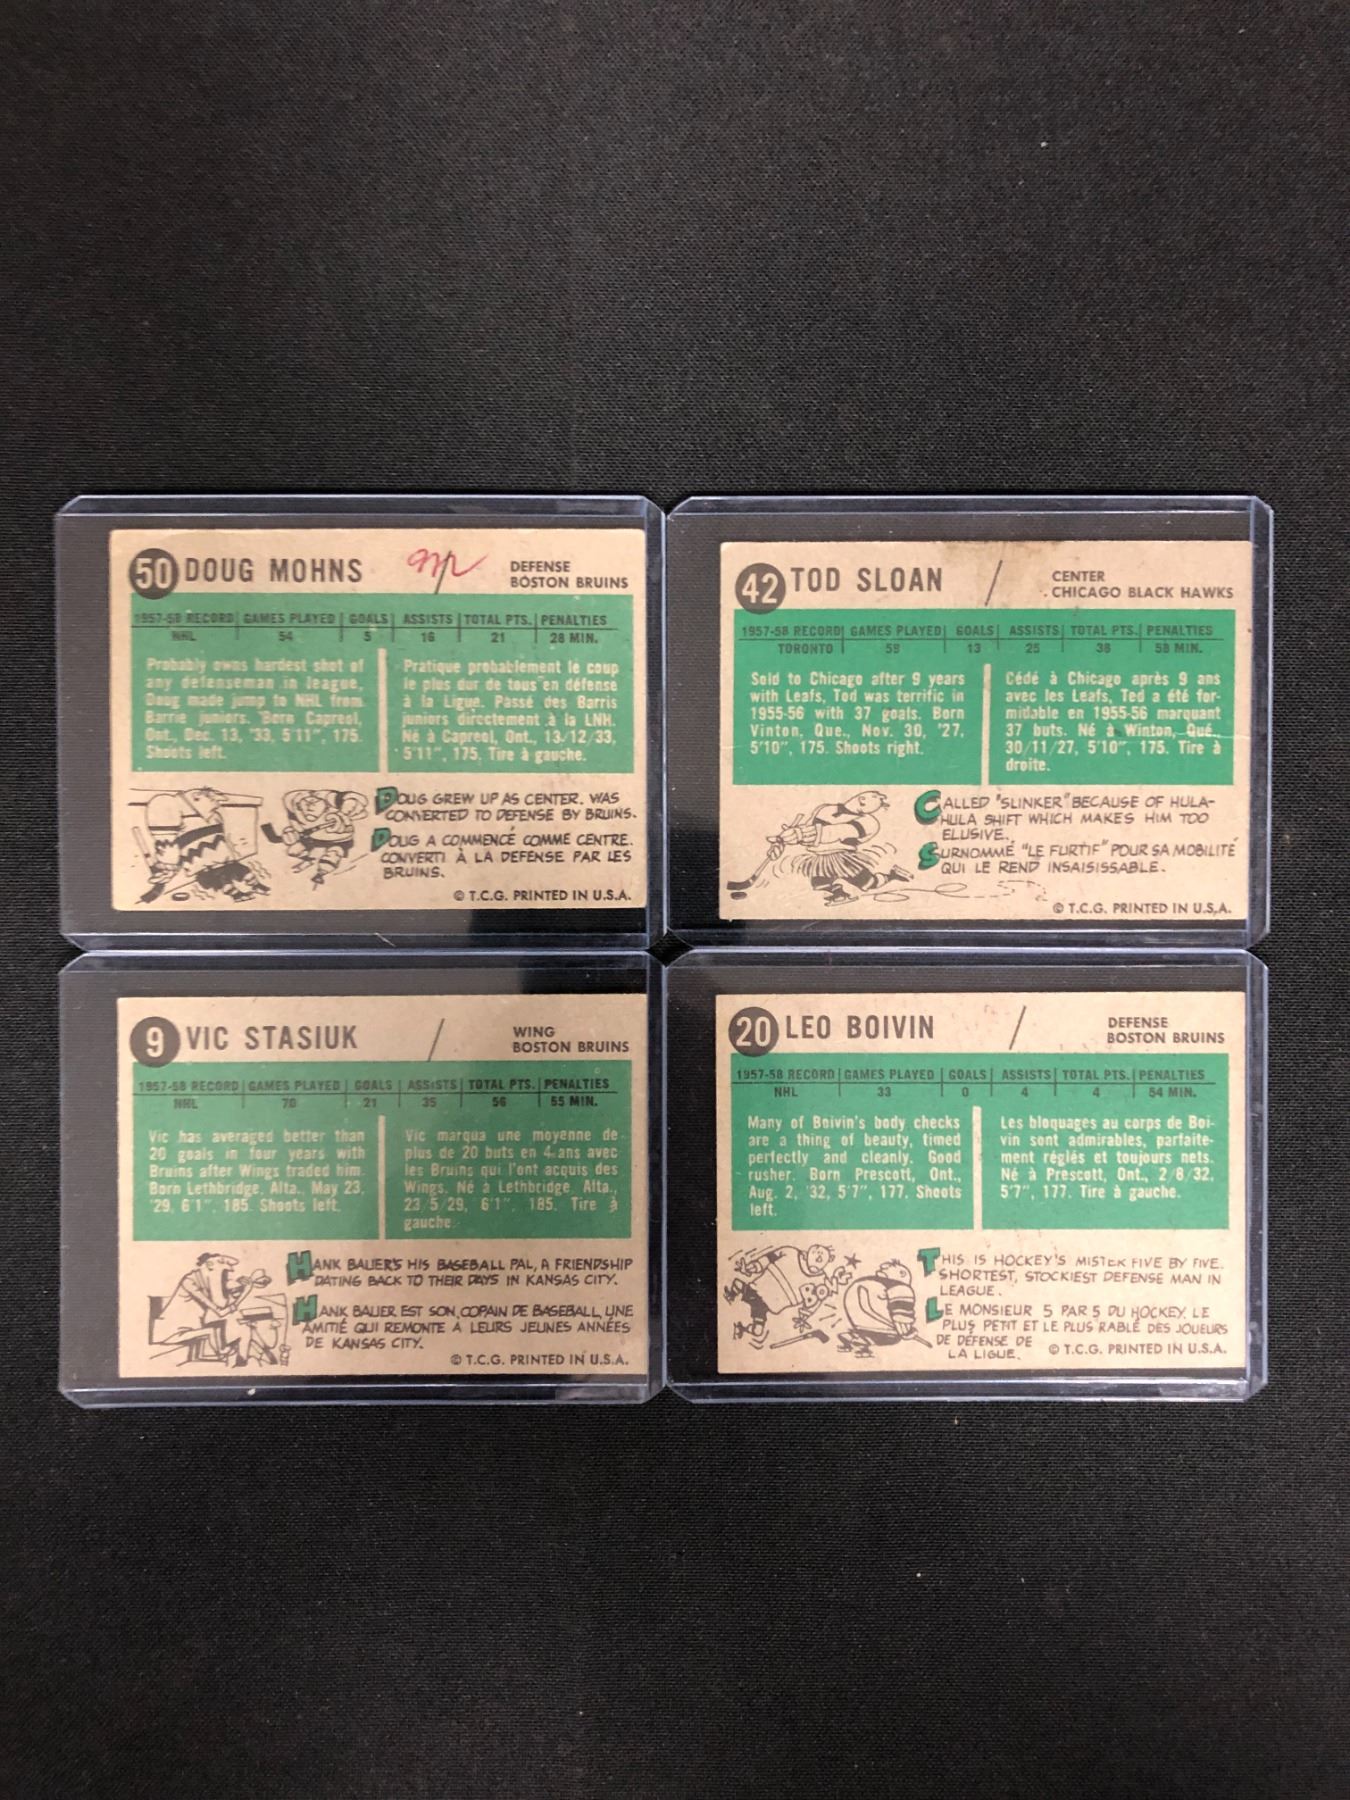 50 DOUG MOHNS
DEFENSE
BOSTON BRUINS
1957-58 RECORD GAMES PLAYED GOALS ASSISTS TOTAL PTS. PENALTIES
NHL 54 5 16 21 28 MIN.
Probably owns hardest shot of
any defenseman in league,
Doug made jump to NHL from
Barrie juniors. Born Capreol,
Ont., Dec. 13, '33, 5'11", 175.
Shoots left.
Pratique probablement le coup
le plus dur de tous en défense
à la Ligue. Passé des Barris
juniors directement à la LNH.
Né à Capreol, Ont., 13/12/33,
5'11", 175. Tire à gauche.
DOUG GREW UP AS CENTER. WAS
CONVERTED TO DEFENSE BY BRUINS.
DOUG A COMMENCÉ COMME CENTRE.
CONVERTI À LA DEFENSE PAR LES
BRUINS.
© T.C.G. PRINTED IN U.S.A.
42 TOD SLOAN
CENTER
CHICAGO BLACK HAWKS
1957-58 RECORD GAMES PLAYED GOALS ASSISTS TOTAL PTS. PENALTIES
TORONTO 59 13 25 38 58 MIN.
Sold to Chicago after 9 years
with Leafs, Tod was terrific in
1955-56 with 37 goals. Born
Vinton, Que., Nov. 30, '27,
5'10", 175. Shoots right.
Cédé à Chicago après 9 ans
avec les Leafs, Ted a été for-
midable en 1955-56 marquant
37 buts. Né à Winton, Qué.,
30/11/27, 5'10", 175. Tire à
droite.
CALLED "SLINKER" BECAUSE OF HULA-
HULA SHIFT WHICH MAKES HIM TOO
ELUSIVE.
SURNOMMÉ "LE FURTIF" POUR SA MOBILITÉ
QUI LE REND INSAISISSABLE.
© T.C.G. PRINTED IN U.S.A.
9 VIC STASIUK
WING
BOSTON BRUINS
1957-58 RECORD GAMES PLAYED GOALS ASSISTS TOTAL PTS. PENALTIES
NHL 70 21 35 56 55 MIN.
Vic has averaged better than
20 goals in four years with
Bruins after Wings traded him.
Born Lethbridge, Alta., May 23,
'29, 6'1", 185. Shoots left.
Vic marqua une moyenne de
plus de 20 buts en 4 ans avec
les Bruins qui l'ont acquis des
Wings. Né à Lethbridge, Alta.,
23/5/29, 6'1", 185. Tire à
gauche.
HANK BAUER'S HIS BASEBALL PAL, A FRIENDSHIP
DATING BACK TO THEIR DAYS IN KANSAS CITY.
HANK BAUER EST SON COPAIN DE BASEBALL, UNE
AMITIÉ QUI REMONTE A LEURS JEUNES ANNÉES
DE KANSAS CITY.
© T.C.G. PRINTED IN U.S.A.
20 LEO BOIVIN
DEFENSE
BOSTON BRUINS
1957-58 RECORD GAMES PLAYED GOALS ASSISTS TOTAL PTS. PENALTIES
NHL 33 0 4 4 54 MIN.
Many of Boivin's body checks
are a thing of beauty, timed
perfectly and cleanly. Good
rusher. Born Prescott, Ont.,
Aug. 2, '32, 5'7", 177. Shoots
left.
Les bloquages au corps de Boi-
vin sont admirables, parfaite-
ment réglés et toujours nets.
Né à Prescott, Ont., 2/8/32,
5'7", 177. Tire à gauche.
THIS IS HOCKEY'S MISTER FIVE BY FIVE.
SHORTEST, STOCKIEST DEFENSE MAN IN
LEAGUE.
LE MONSIEUR 5 PAR 5 DU HOCKEY. LE
PLUS PETIT ET LE PLUS RABLÉ DES JOUEURS
DE DÉFENSE DE
LA LIGUE.
© T.C.G. PRINTED IN U.S.A.